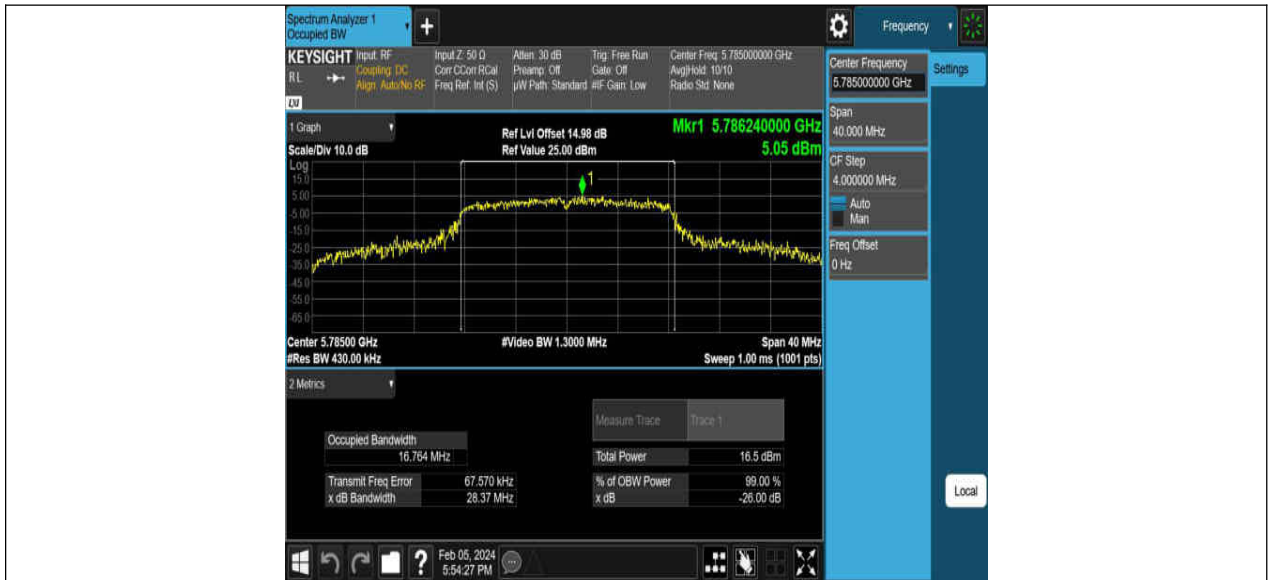 Spectrum Analyzer 1
Occupied BW
+
Frequency
KEYSIGHT
RL
LXI
Input: RF
Coupling: DC
Align: Auto/No RF
Input Z: 50 Ω
Corr CCorr RCal
Freq Ref: Int (S)
Atten: 30 dB
Preamp: Off
µW Path: Standard
Trig: Free Run
Gate: Off
#IF Gain: Low
Center Freq: 5.785000000 GHz
Avg|Hold: 10/10
Radio Std: None
Center Frequency
5.785000000 GHz
Settings
Span
40.000 MHz
CF Step
4.000000 MHz
Auto
Man
Freq Offset
0 Hz
Local
1 Graph
Scale/Div 10.0 dB
Ref Lvl Offset 14.98 dB
Ref Value 25.00 dBm
Mkr1 5.786240000 GHz
5.05 dBm
Log
15.0
5.00
-5.00
-15.0
-25.0
-35.0
-45.0
-55.0
-65.0
1
Center 5.78500 GHz
#Video BW 1.3000 MHz
Span 40 MHz
#Res BW 430.00 kHz
Sweep 1.00 ms (1001 pts)
2 Metrics
Measure Trace Trace 1
Occupied Bandwidth
16.764 MHz
Total Power 16.5 dBm
Transmit Freq Error 67.570 kHz
% of OBW Power 99.00 %
x dB Bandwidth 28.37 MHz
x dB -26.00 dB
?
Feb 05, 2024
5:54:27 PM